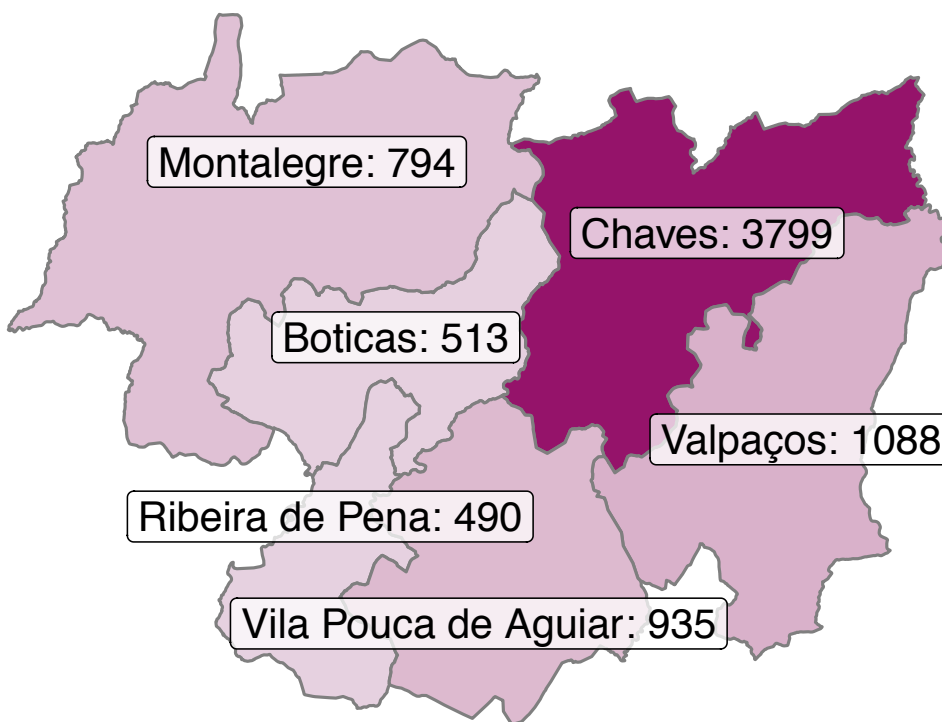 Montalegre: 794
Chaves: 3799
Boticas: 513
Valpaços: 1088
Ribeira de Pena: 490
Vila Pouca de Aguiar: 935